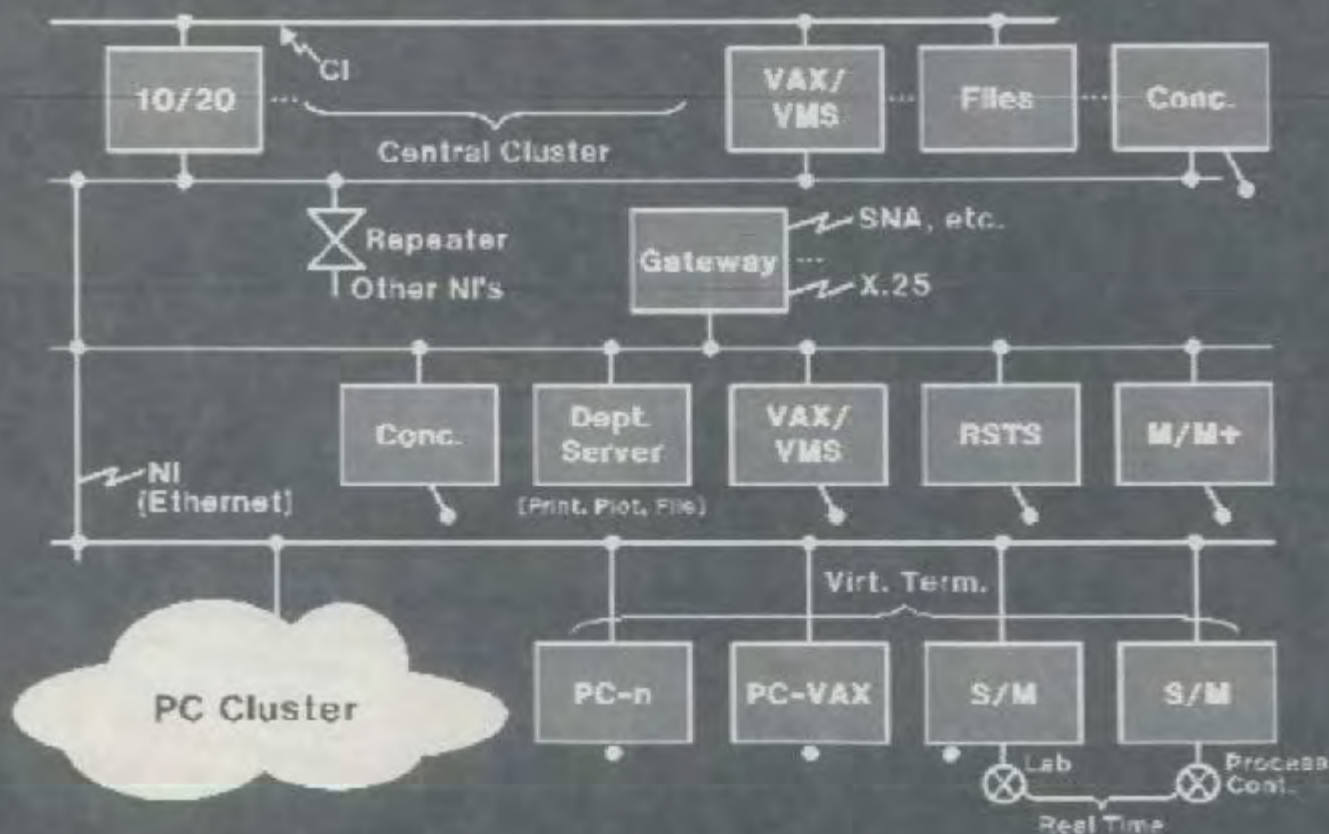 CI
10/20
...
VAX/
VMS
...
Files
...
Conc.
Central Cluster
Repeater
Other NI's
Gateway
SNA, etc.
...
X.25
Conc.
Dept.
Server
(Print, Plot, File)
VAX/
VMS
RSTS
M/M+
NI
(Ethernet)
Virt. Term.
PC Cluster
PC-n
PC-VAX
S/M
S/M
Lab
Process
Cont.
Real Time